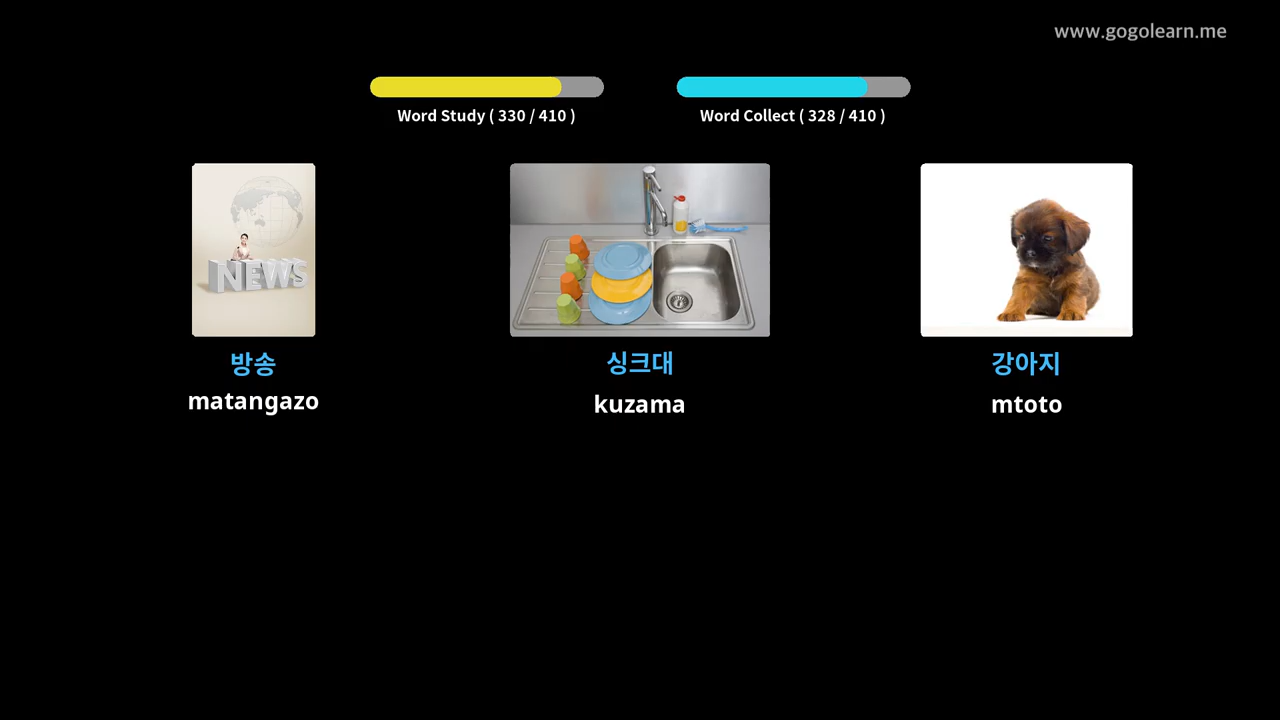 www.gogolearn.me
Word Study ( 330 / 410 )
Word Collect ( 328 / 410 )
NEWS
방송
matangazo
싱크대
kuzama
강아지
mtoto